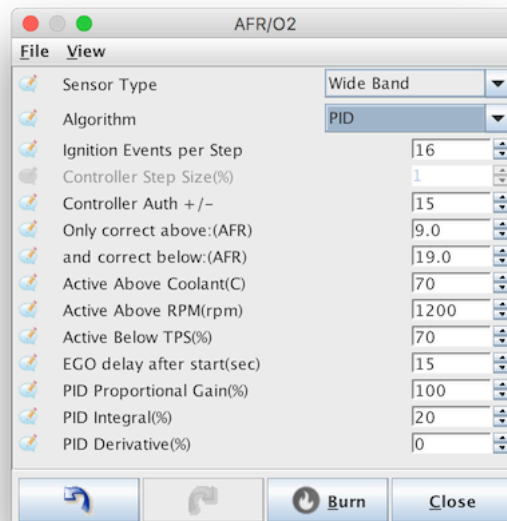 AFR/O2
File View
Sensor Type Wide Band
Algorithm PID
Ignition Events per Step 16
Controller Step Size(%) 1
Controller Auth +/- 15
Only correct above:(AFR) 9.0
and correct below:(AFR) 19.0
Active Above Coolant(C) 70
Active Above RPM(rpm) 1200
Active Below TPS(%) 70
EGO delay after start(sec) 15
PID Proportional Gain(%) 100
PID Integral(%) 20
PID Derivative(%) 0
Burn Close